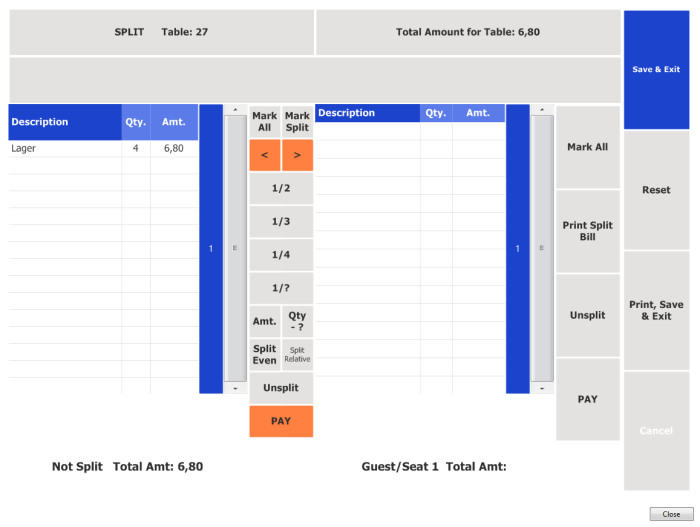 SPLIT Table: 27
Total Amount for Table: 6,80
Save & Exit
Description Qty. Amt.
Lager 4 6,80
1
Mark All
Mark Split
< >
1/2
1/3
1/4
1/?
Amt.
Qty - ?
Split Even
Split Relative
Unsplit
PAY
Description Qty. Amt.
1
Mark All
Print Split
Bill
Unsplit
PAY
Reset
Print, Save
& Exit
Cancel
Not Split Total Amt: 6,80
Guest/Seat 1 Total Amt:
Close